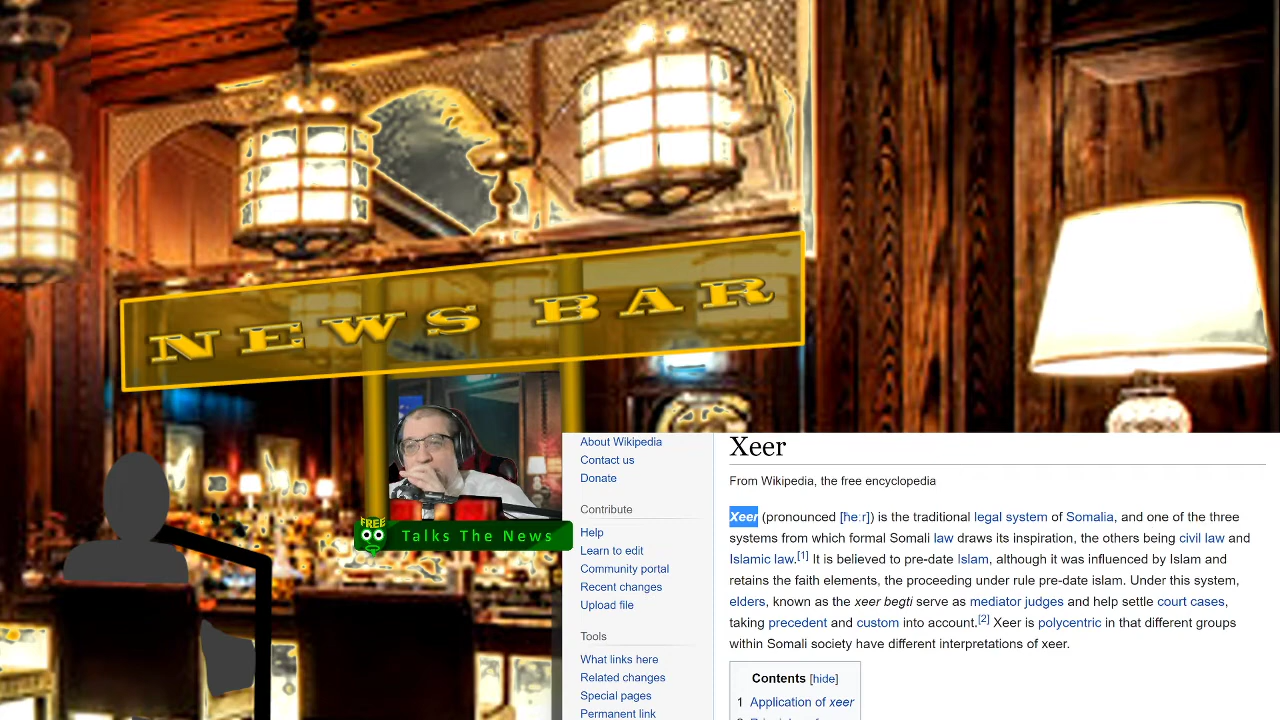 NEWS BAR
FREE
Talks The News
About Wikipedia
Contact us
Donate
Contribute
Help
Learn to edit
Community portal
Recent changes
Upload file
Tools
What links here
Related changes
Special pages
Permanent link
Xeer
From Wikipedia, the free encyclopedia
Xeer (pronounced [heːr]) is the traditional legal system of Somalia, and one of the three
systems from which formal Somali law draws its inspiration, the others being civil law and
Islamic law.[1] It is believed to pre-date Islam, although it was influenced by Islam and
retains the faith elements, the proceeding under rule pre-date islam. Under this system,
elders, known as the xeer begti serve as mediator judges and help settle court cases,
taking precedent and custom into account.[2] Xeer is polycentric in that different groups
within Somali society have different interpretations of xeer.
Contents [hide]
1 Application of xeer